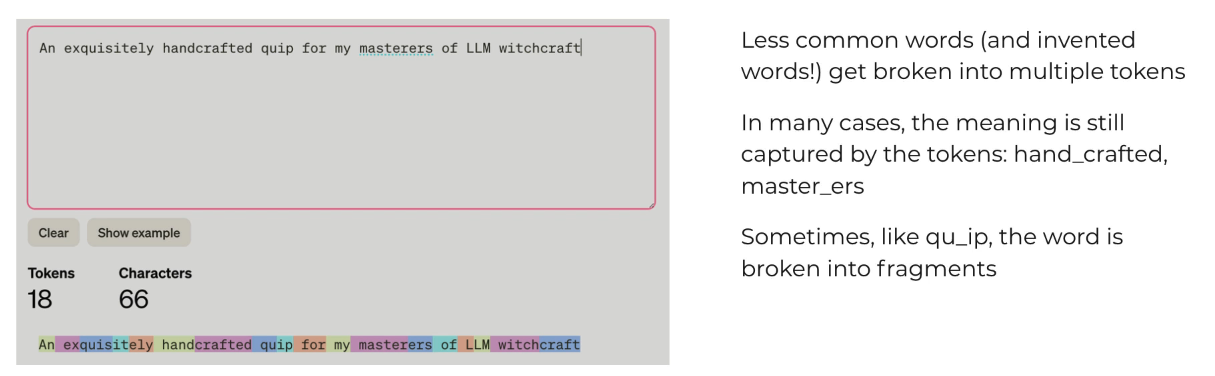 An exquisitely handcrafted quip for my masterers of LLM witchcraft
Clear
Show example
Tokens
Characters
18
66
An exquisitely handcrafted quip for my masterers of LLM witchcraft
Less common words (and invented
words!) get broken into multiple tokens
In many cases, the meaning is still
captured by the tokens: hand_crafted,
master_ers
Sometimes, like qu_ip, the word is
broken into fragments